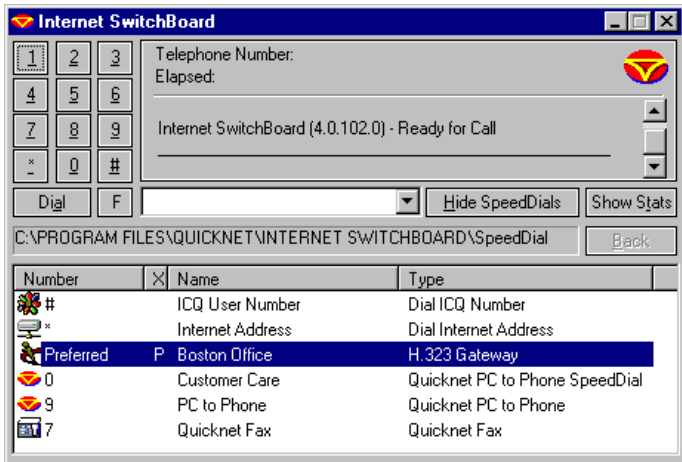 Internet SwitchBoard
1 2 3
Telephone Number:
Elapsed:
4 5 6
7 8 9
Internet SwitchBoard (4.0.102.0) - Ready for Call
* 0 #
Dial F Hide SpeedDials Show Stats
C:\PROGRAM FILES\QUICKNET\INTERNET SWITCHBOARD\SpeedDial Back
Number X Name Type
# ICQ User Number Dial ICQ Number
* Internet Address Dial Internet Address
Preferred P Boston Office H.323 Gateway
0 Customer Care Quicknet PC to Phone SpeedDial
9 PC to Phone Quicknet PC to Phone
7 Quicknet Fax Quicknet Fax